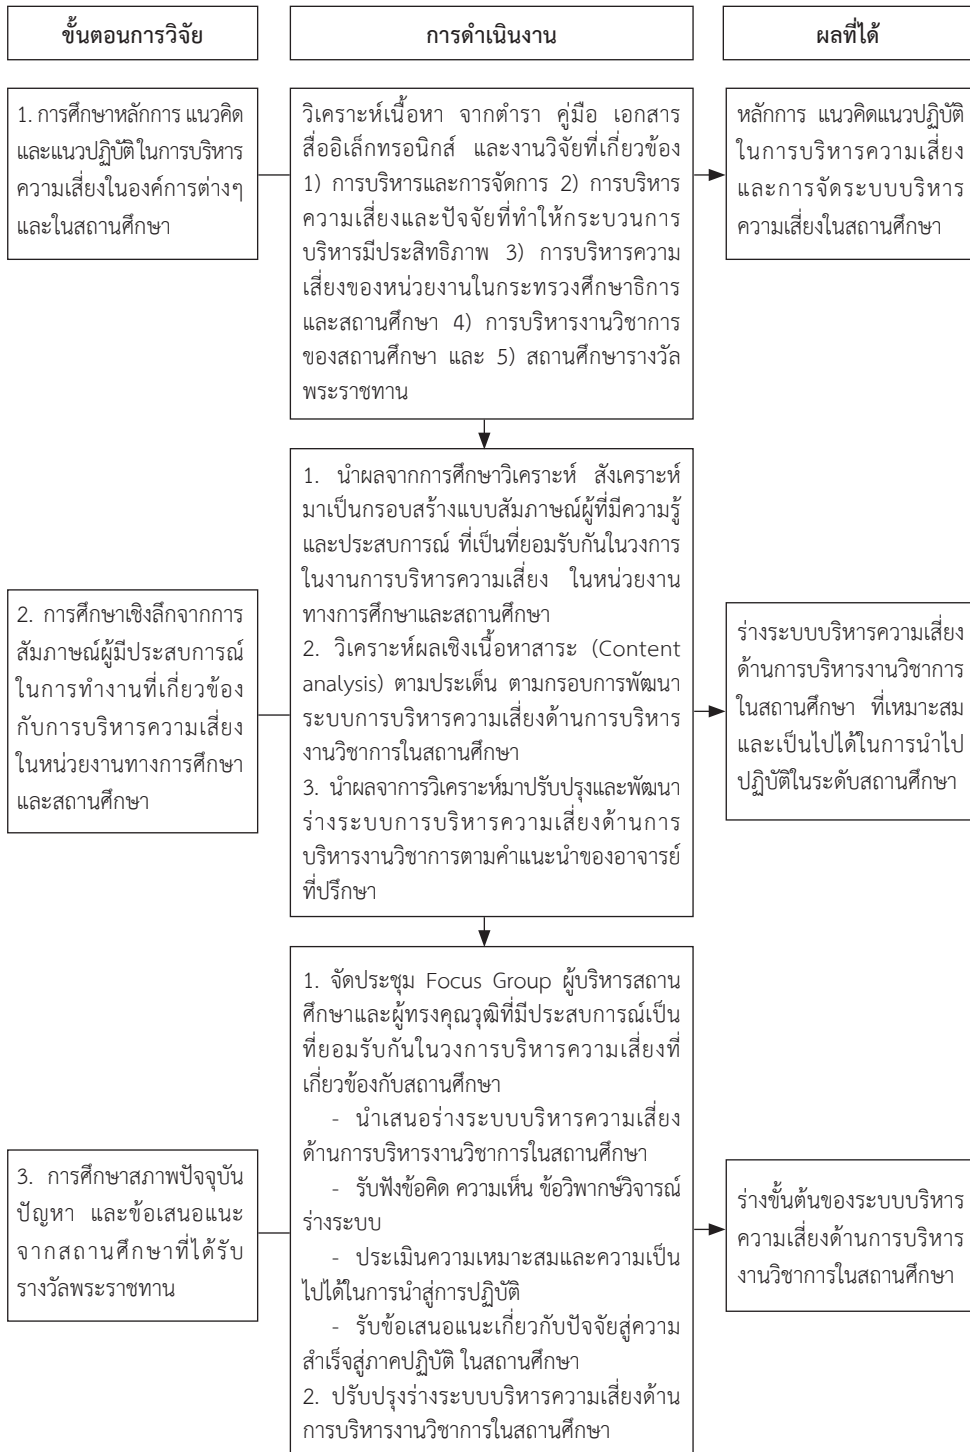 ขั้นตอนการวิจัย
การดำเนินงาน
ผลที่ได้
1. การศึกษาหลักการ แนวคิด
และแนวปฏิบัติ ในการบริหาร
ความเสี่ยงในองค์การต่างๆ
และในสถานศึกษา
วิเคราะห์เนื้อหา จากตำรา คู่มือ เอกสาร
สื่ออิเล็กทรอนิกส์ และงานวิจัยที่เกี่ยวข้อง
1) การบริหารและการจัดการ 2) การบริหาร
ความเสี่ยงและปัจจัยที่ทำให้กระบวนการ
บริหารมีประสิทธิภาพ 3) การบริหารความ
เสี่ยงของหน่วยงานในกระทรวงศึกษาธิการ
และสถานศึกษา 4) การบริหารงานวิชาการ
ของสถานศึกษา และ 5) สถานศึกษารางวัล
พระราชทาน
หลักการ แนวคิดแนวปฏิบัติ
ในการบริหารความเสี่ยง
และการจัดระบบบริหาร
ความเสี่ยงในสถานศึกษา
2. การศึกษาเชิงลึกจากการ
สัมภาษณ์ผู้มีประสบการณ์
ในการทำงานที่เกี่ยวข้อง
กับการบริหารความเสี่ยง
ในหน่วยงานทางการศึกษา
และสถานศึกษา
1. นำผลจากการศึกษาวิเคราะห์ สังเคราะห์
มาเป็นกรอบสร้างแบบสัมภาษณ์ผู้ที่มีความรู้
และประสบการณ์ ที่เป็นที่ยอมรับกันในวงการ
ในงานการบริหารความเสี่ยง ในหน่วยงาน
ทางการศึกษาและสถานศึกษา
2. วิเคราะห์ผลเชิงเนื้อหาสาระ (Content
analysis) ตามประเด็น ตามกรอบการพัฒนา
ระบบการบริหารความเสี่ยงด้านการบริหาร
งานวิชาการในสถานศึกษา
3. นำผลจาการวิเคราะห์มาปรับปรุงและพัฒนา
ร่างระบบการบริหารความเสี่ยงด้านการ
บริหารงานวิชาการตามคำแนะนำของอาจารย์
ที่ปรึกษา
ร่างระบบบริหารความเสี่ยง
ด้านการบริหารงานวิชาการ
ในสถานศึกษา ที่เหมาะสม
และเป็นไปได้ในการนำไป
ปฏิบัติในระดับสถานศึกษา
3. การศึกษาสภาพปัจจุบัน
ปัญหา และข้อเสนอแนะ
จากสถานศึกษาที่ได้รับ
รางวัลพระราชทาน
1. จัดประชุม Focus Group ผู้บริหารสถาน
ศึกษาและผู้ทรงคุณวุฒิที่มีประสบการณ์เป็น
ที่ยอมรับกันในวงการบริหารความเสี่ยงที่
เกี่ยวข้องกับสถานศึกษา
- นำเสนอร่างระบบบริหารความเสี่ยง
ด้านการบริหารงานวิชาการในสถานศึกษา
- รับฟังข้อคิด ความเห็น ข้อวิพากษ์วิจารณ์
ร่างระบบ
- ประเมินความเหมาะสมและความเป็น
ไปได้ในการนำสู่การปฏิบัติ
- รับข้อเสนอแนะเกี่ยวกับปัจจัยสู่ความ
สำเร็จสู่ภาคปฏิบัติ ในสถานศึกษา
2. ปรับปรุงร่างระบบบริหารความเสี่ยงด้าน
การบริหารงานวิชาการในสถานศึกษา
ร่างขั้นต้นของระบบบริหาร
ความเสี่ยงด้านการบริหาร
งานวิชาการในสถานศึกษา